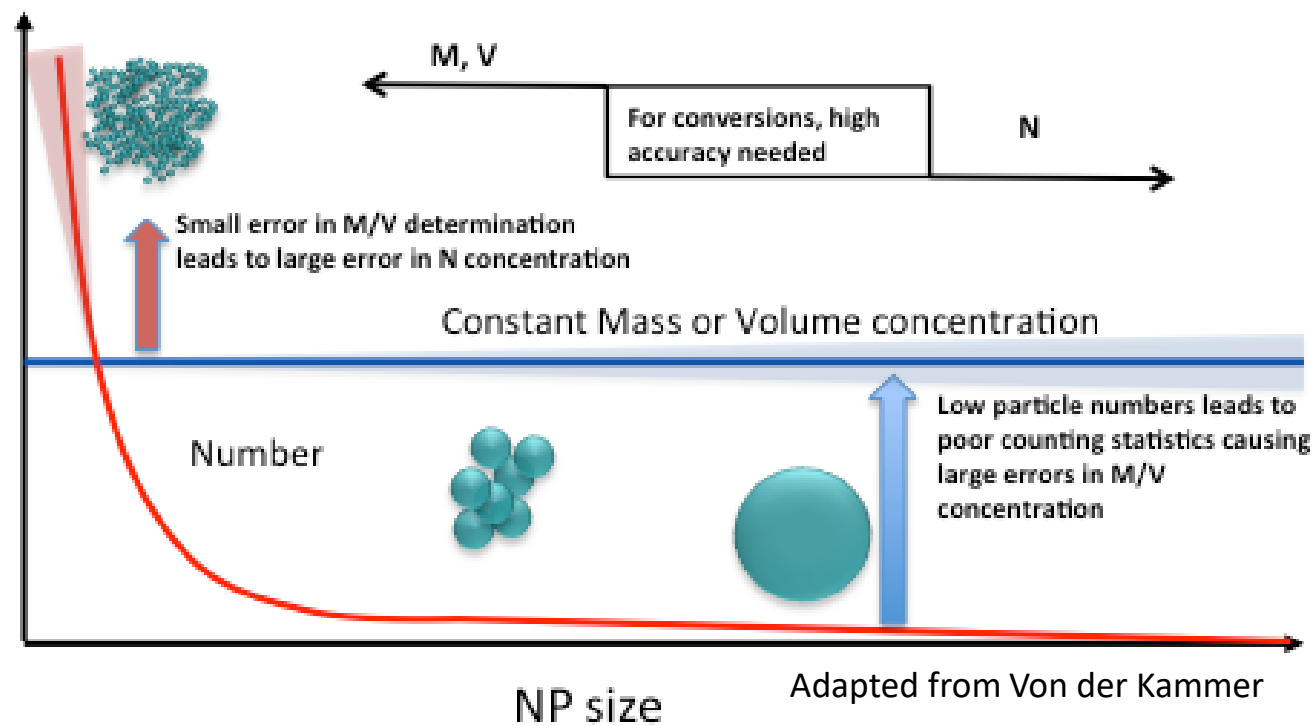 M, V
For conversions, high
accuracy needed
N
Small error in M/V determination
leads to large error in N concentration
Constant Mass or Volume concentration
Number
Low particle numbers leads to
poor counting statistics causing
large errors in M/V
concentration
NP size
Adapted from Von der Kammer